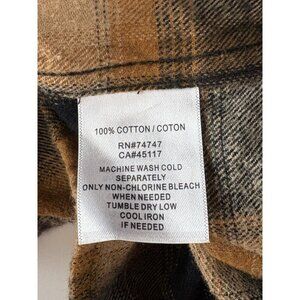 100% COTTON / COTON
RN#74747
CA#45117
MACHINE WASH COLD
SEPARATELY
ONLY NON-CHLORINE BLEACH
WHEN NEEDED
TUMBLE DRY LOW
COOL IRON
IF NEEDED